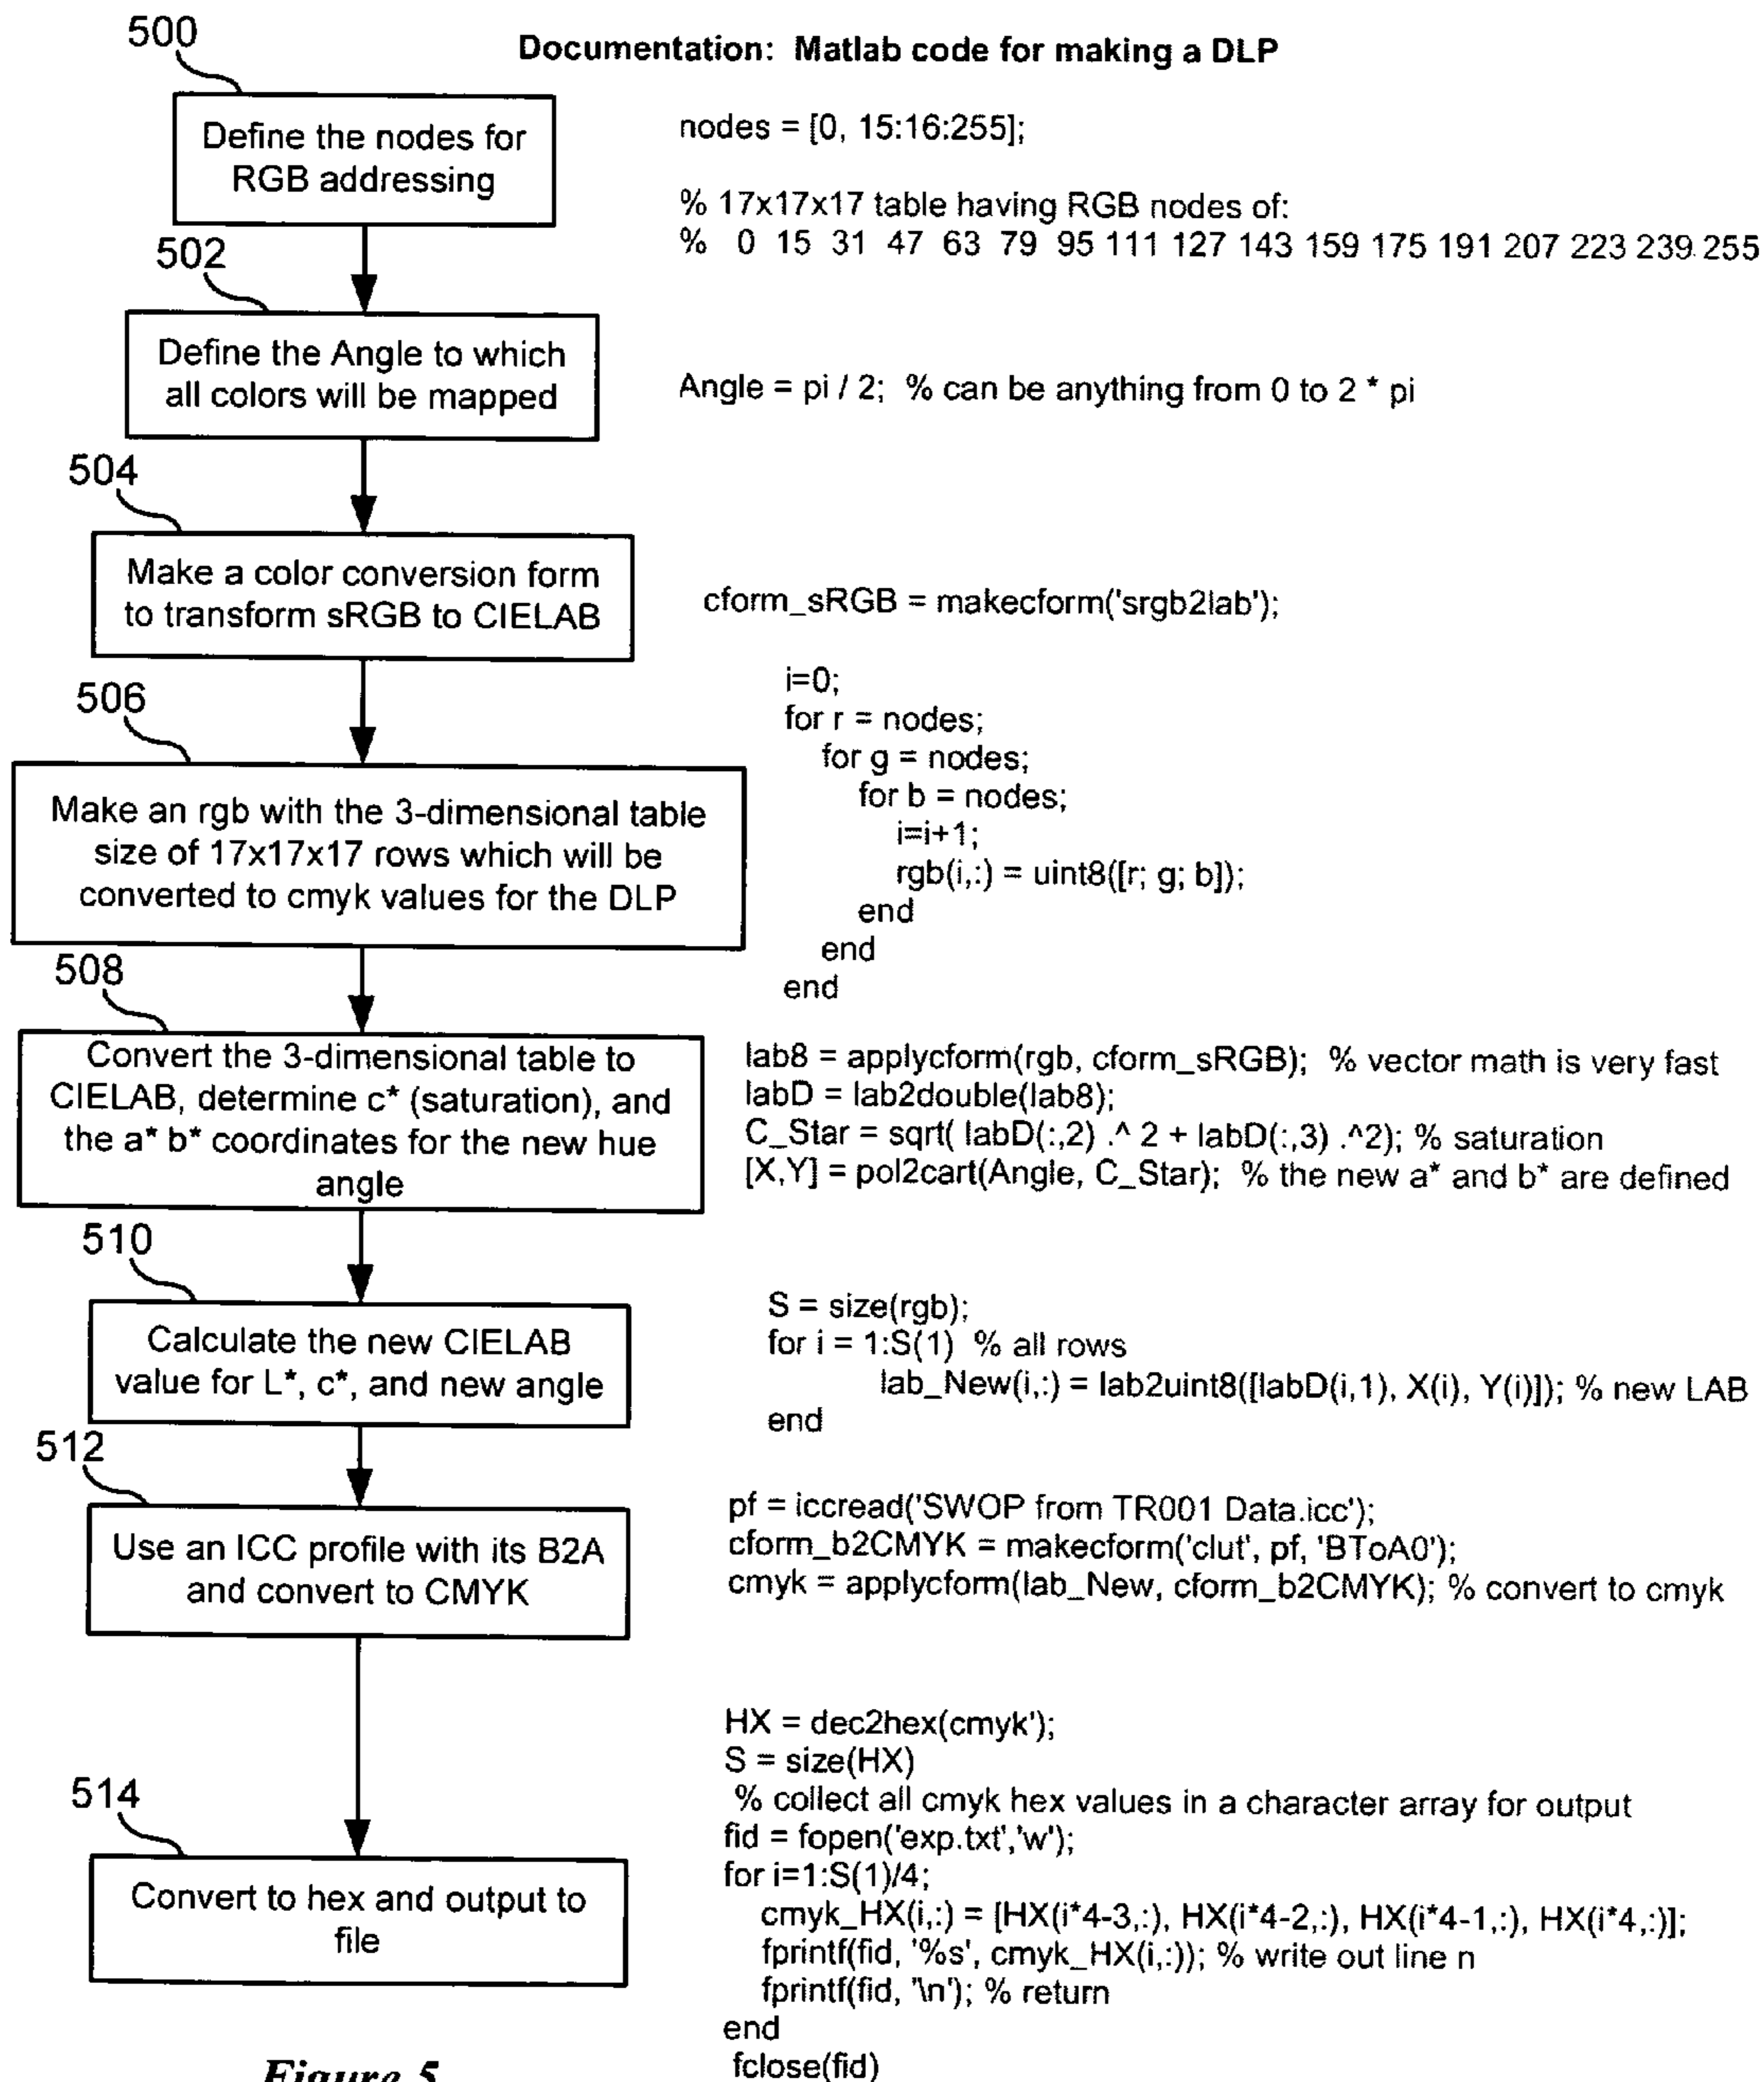 500
Documentation: Matlab code for making a DLP
Define the nodes for
RGB addressing
nodes = [0, 15:16:255];
% 17x17x17 table having RGB nodes of:
% 0 15 31 47 63 79 95 111 127 143 159 175 191 207 223 239 255
502
Define the Angle to which
all colors will be mapped
Angle = pi / 2; % can be anything from 0 to 2 * pi
504
Make a color conversion form
to transform sRGB to CIELAB
cform_sRGB = makecform('srgb2lab');
506
Make an rgb with the 3-dimensional table
size of 17x17x17 rows which will be
converted to cmyk values for the DLP
i=0;
for r = nodes;
for g = nodes;
for b = nodes;
i=i+1;
rgb(i,:) = uint8([r; g; b]);
end
end
end
508
Convert the 3-dimensional table to
CIELAB, determine c* (saturation), and
the a* b* coordinates for the new hue
angle
lab8 = applycform(rgb, cform_sRGB); % vector math is very fast
labD = lab2double(lab8);
C_Star = sqrt( labD(:,2) .^ 2 + labD(:,3) .^2); % saturation
[X,Y] = pol2cart(Angle, C_Star); % the new a* and b* are defined
510
Calculate the new CIELAB
value for L*, c*, and new angle
S = size(rgb);
for i = 1:S(1) % all rows
lab_New(i,:) = lab2uint8([labD(i,1), X(i), Y(i)]); % new LAB
end
512
Use an ICC profile with its B2A
and convert to CMYK
pf = iccread('SWOP from TR001 Data.icc');
cform_b2CMYK = makecform('clut', pf, 'BToA0');
cmyk = applycform(lab_New, cform_b2CMYK); % convert to cmyk
514
Convert to hex and output to
file
HX = dec2hex(cmyk');
S = size(HX)
% collect all cmyk hex values in a character array for output
fid = fopen('exp.txt','w');
for i=1:S(1)/4;
cmyk_HX(i,:) = [HX(i*4-3,:), HX(i*4-2,:), HX(i*4-1,:), HX(i*4,:)];
fprintf(fid, '%s', cmyk_HX(i,:)); % write out line n
fprintf(fid, '\n'); % return
end
fclose(fid)
Figure 5